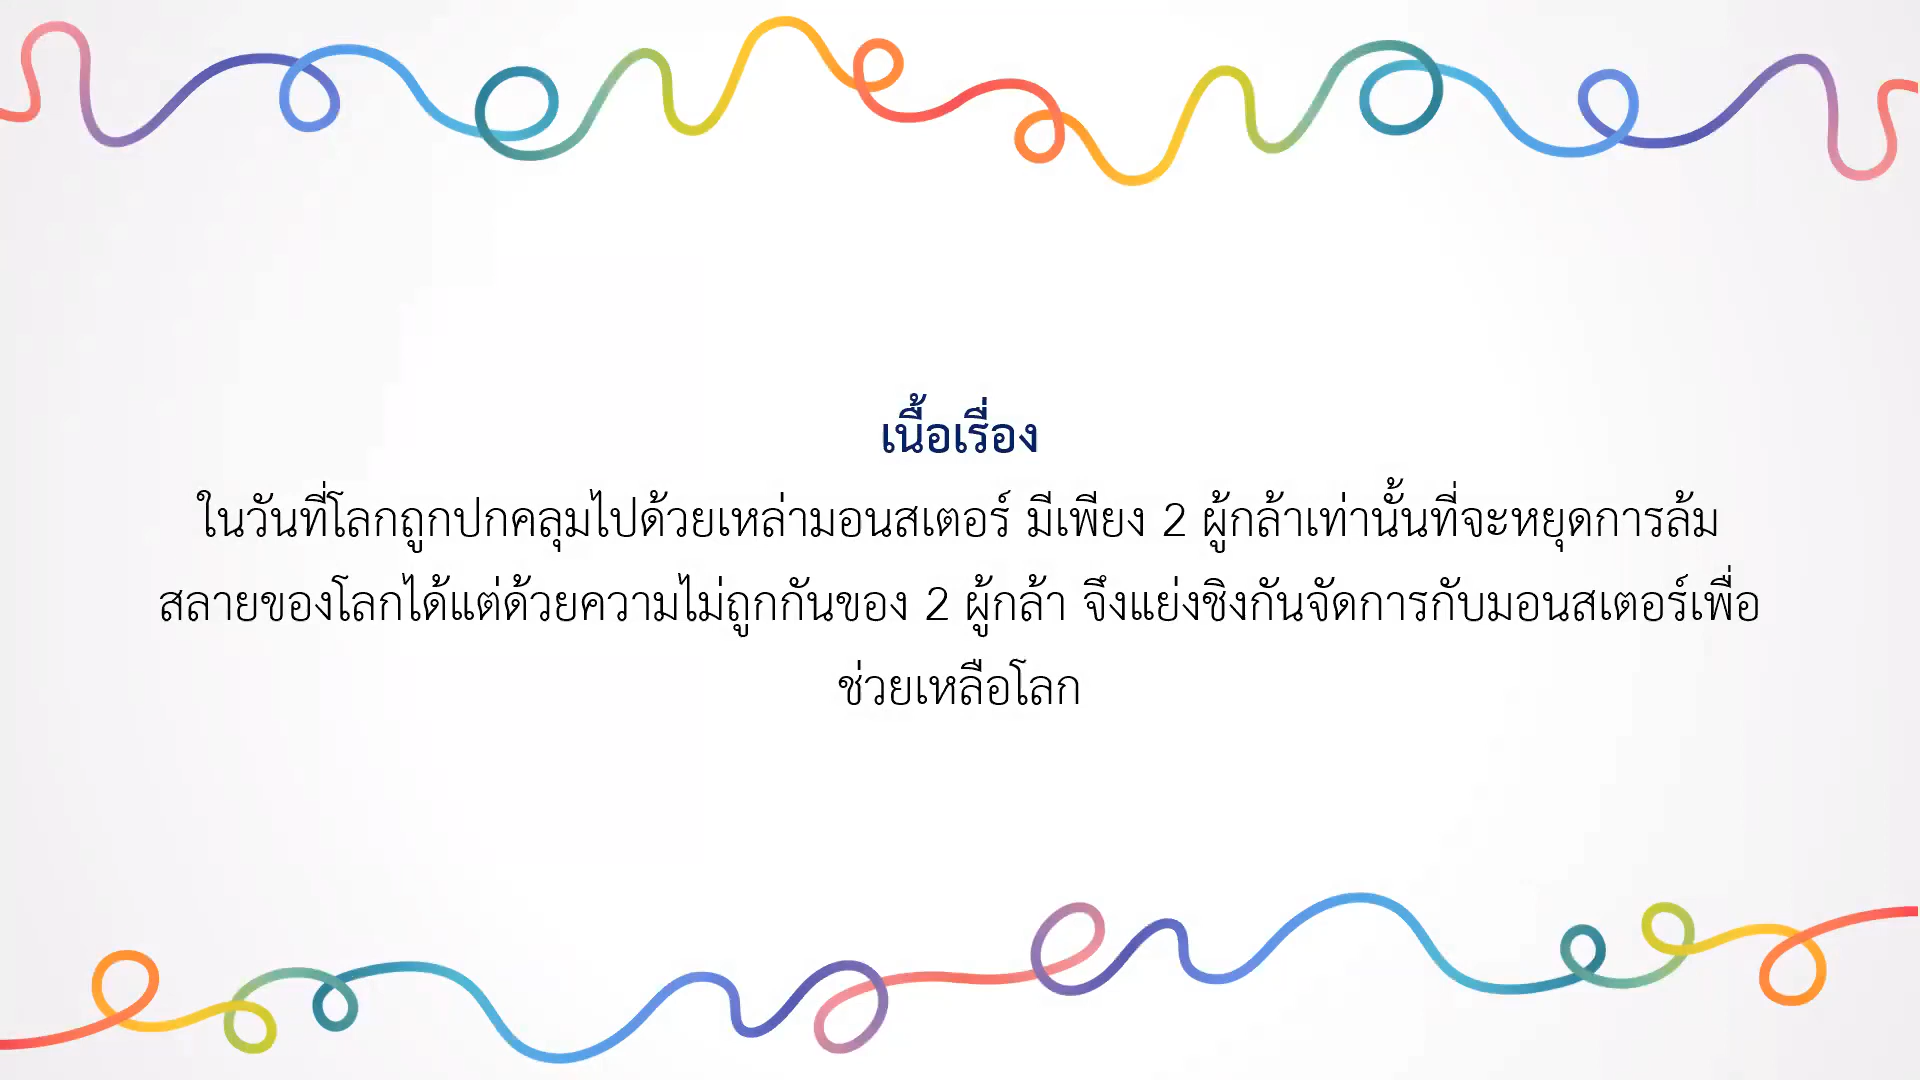 เนื้อเรื่อง
ในวันที่โลกถูกปกคลุมไปด้วยเหล่ามอนสเตอร์ มีเพียง 2 ผู้กล้าเท่านั้นที่จะหยุดการล้ม
สลายของโลกได้แต่ด้วยความไม่ถูกกันของ 2 ผู้กล้า จึงแย่งชิงกันจัดการกับมอนสเตอร์เพื่อ
ช่วยเหลือโลก